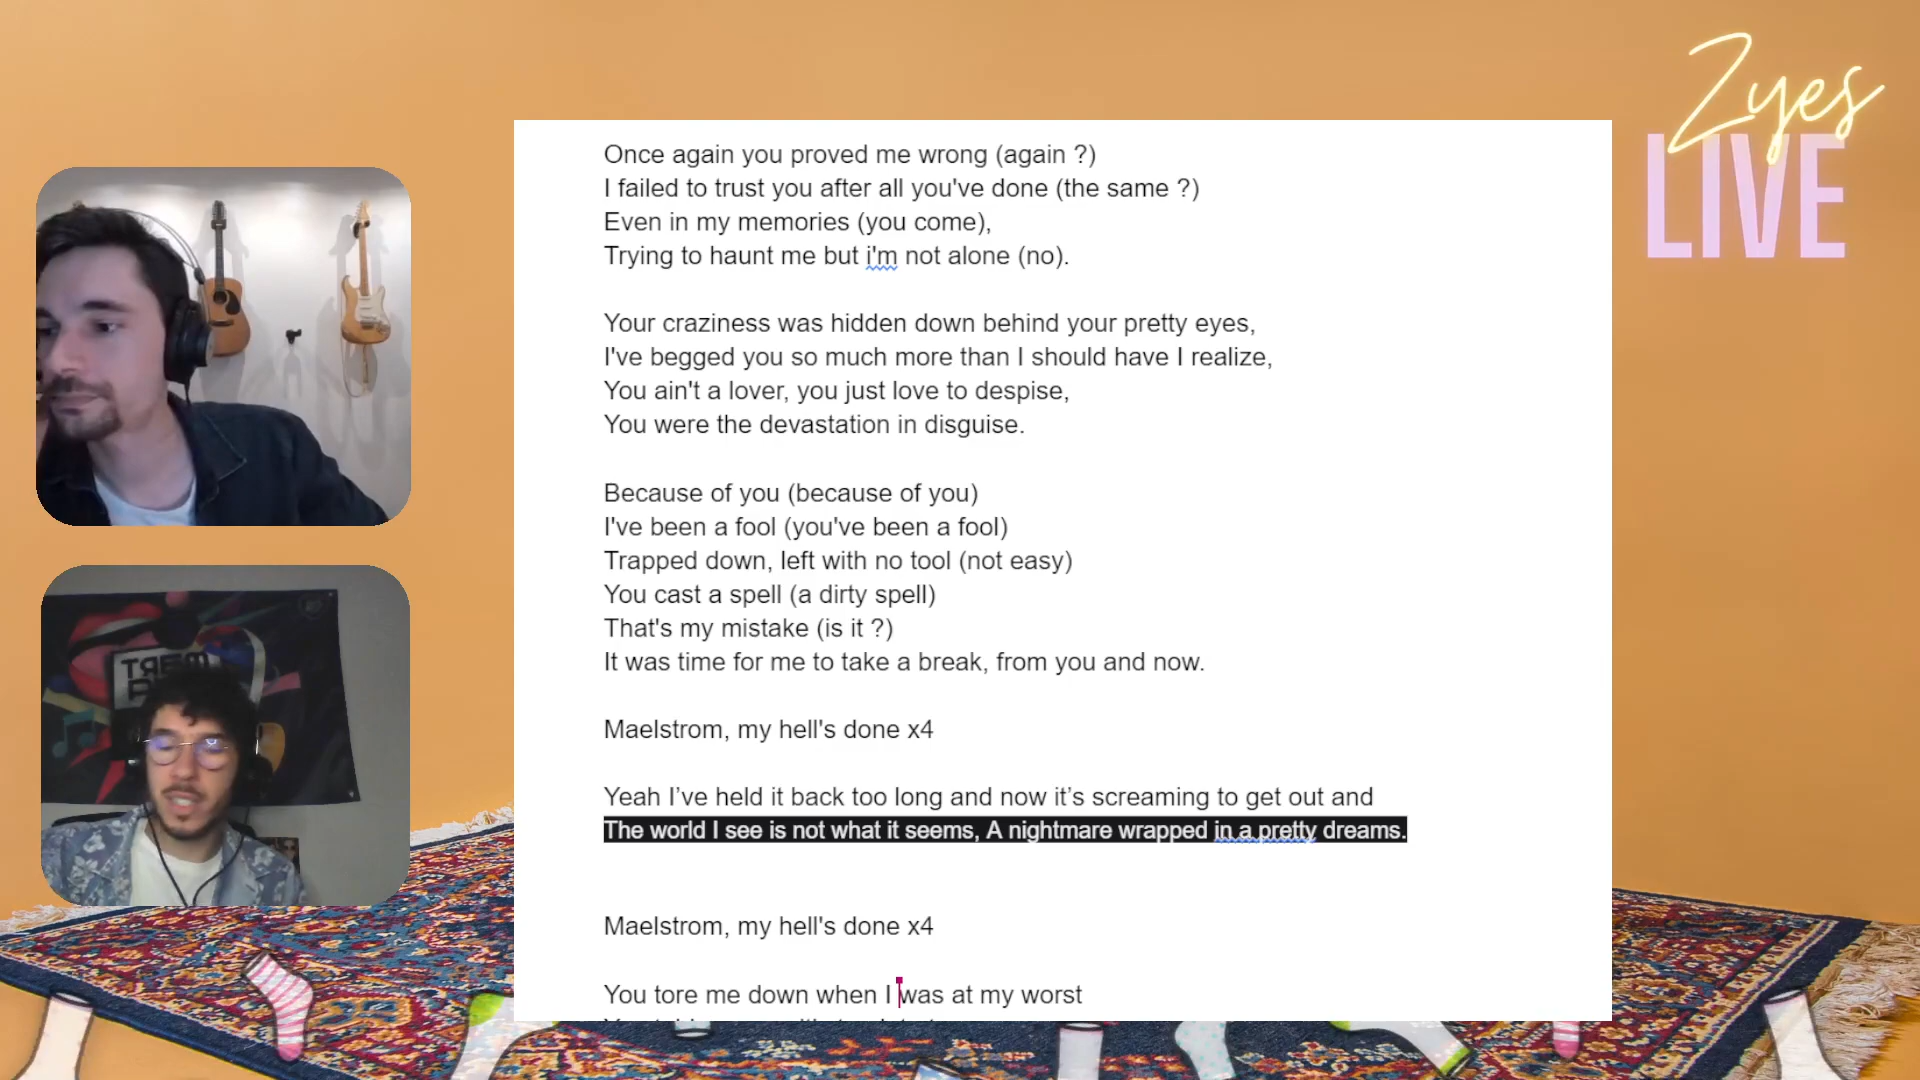 Zyes
LIVE
Once again you proved me wrong (again ?)
I failed to trust you after all you've done (the same ?)
Even in my memories (you come),
Trying to haunt me but i'm not alone (no).
Your craziness was hidden down behind your pretty eyes,
I've begged you so much more than I should have I realize,
You ain't a lover, you just love to despise,
You were the devastation in disguise.
Because of you (because of you)
I've been a fool (you've been a fool)
Trapped down, left with no tool (not easy)
You cast a spell (a dirty spell)
That's my mistake (is it ?)
It was time for me to take a break, from you and now.
Maelstrom, my hell's done x4
Yeah I’ve held it back too long and now it’s screaming to get out and
The world I see is not what it seems, A nightmare wrapped in a pretty dreams.
Maelstrom, my hell's done x4
You tore me down when I was at my worst